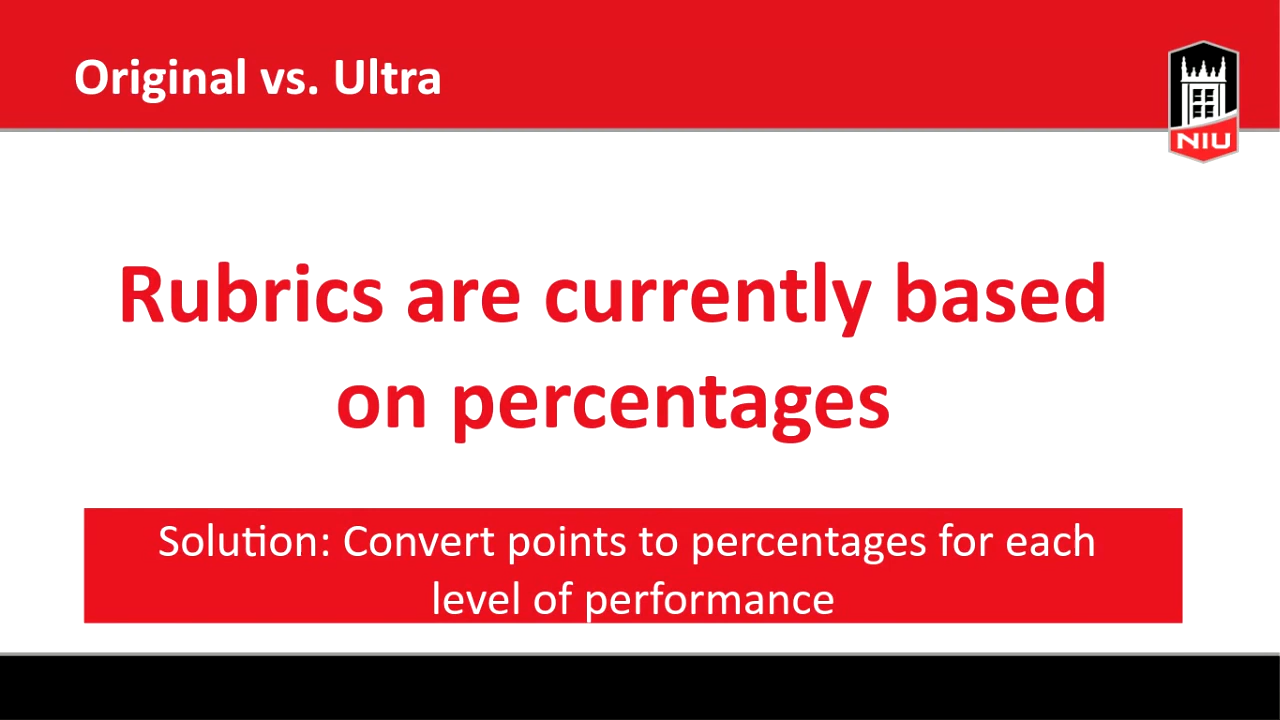 Original vs. Ultra
NIU
Rubrics are currently based
on percentages
Solution: Convert points to percentages for each
level of performance